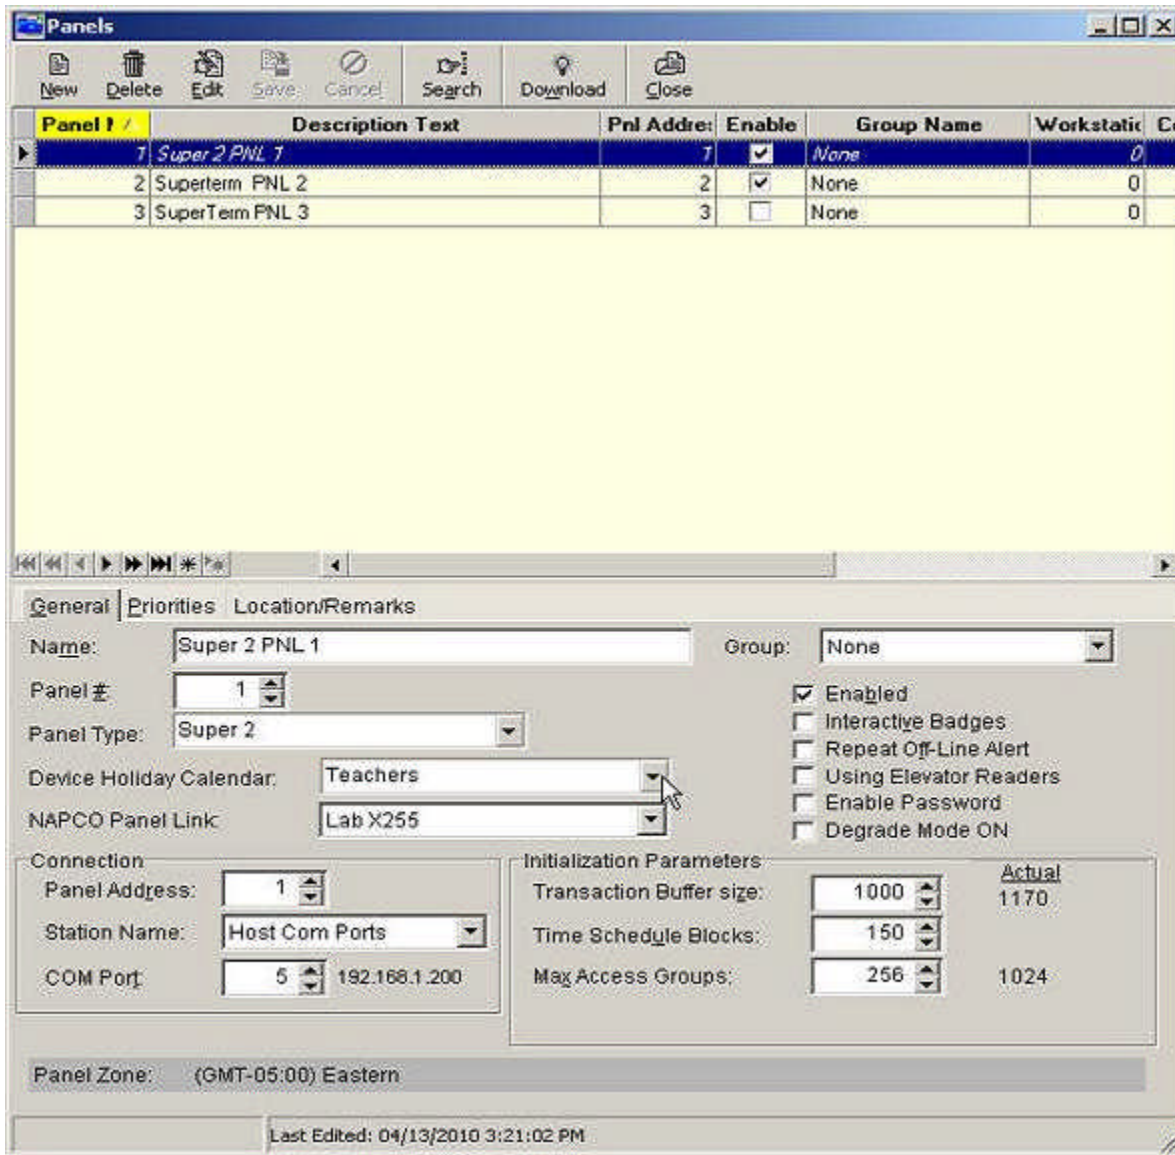 Panels
New Delete Edit Save Cancel Search Download Close
Panel Description Text Pnl Addre: Enable Group Name Workstatic Co
1 Super 2 PNL 1 1 None 0
2 Superterm PNL 2 2 None 0
3 SuperTerm PNL 3 3 None 0
General Priorities Location/Remarks
Name: Super 2 PNL 1 Group: None
Panel #: 1 Enabled
Interactive Badges
Panel Type: Super 2
Repeat Off-Line Alert
Device Holiday Calendar: Teachers Using Elevator Readers
Enable Password
NAPCO Panel Link: Lab X255 Degrade Mode ON
Connection Initialization Parameters Actual
Panel Address: 1 Transaction Buffer size: 1000 1170
Station Name: Host Com Ports Time Schedule Blocks: 150
COM Port: 5 192.168.1.200 Max Access Groups: 256 1024
Panel Zone: (GMT-05:00) Eastern
Last Edited: 04/13/2010 3:21:02 PM